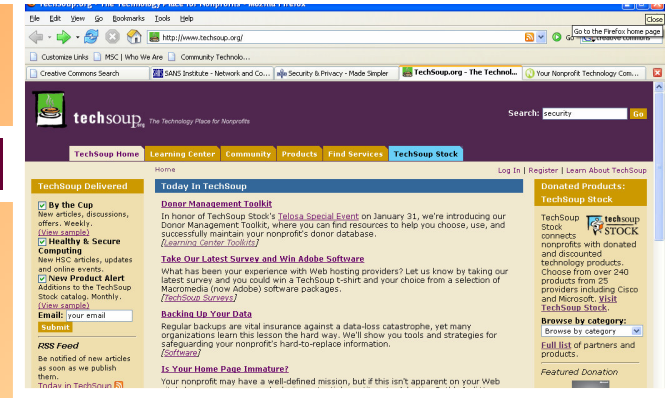 TechSoup.org - The Technology Place for Nonprofits - Mozilla Firefox
File Edit View Go Bookmarks Tools Help
Close
http://www.techsoup.org/
Go
Go to the Firefox home page
creative commons
Customize Links MSC | Who We Are Community Technolo...
Creative Commons Search
SANS Institute - Network and Co...
Security & Privacy - Made Simpler
TechSoup.org - The Technol...
Your Nonprofit Technology Com...
techsoup.org The Technology Place for Nonprofits
Search: security Go
TechSoup Home Learning Center Community Products Find Services TechSoup Stock
Home
Log In | Register | Learn About TechSoup
TechSoup Delivered
By the Cup
New articles, discussions,
offers. Weekly.
(View sample)
Healthy & Secure
Computing
New HSC articles, updates
and online events.
New Product Alert
Additions to the TechSoup
Stock catalog. Monthly.
(View sample)
Email: your email
Submit
RSS Feed
Be notified of new articles
as soon as we publish
them.
Today in TechSoup
Today In TechSoup
Donor Management Toolkit
In honor of TechSoup Stock's Telosa Special Event on January 31, we're introducing our
Donor Management Toolkit, where you can find resources to help you choose, use, and
successfully maintain your nonprofit's donor database.
[Learning Center Toolkits]
Take Our Latest Survey and Win Adobe Software
What has been your experience with Web hosting providers? Let us know by taking our
latest survey and you could win a TechSoup t-shirt and your choice from a selection of
Macromedia (now Adobe) software packages.
[TechSoup Surveys]
Backing Up Your Data
Regular backups are vital insurance against a data-loss catastrophe, yet many
organizations learn this lesson the hard way. We'll show you tools and strategies for
safeguarding your nonprofit's hard-to-replace information.
[Software]
Is Your Home Page Immature?
Your nonprofit may have a well-defined mission, but if this isn't apparent on your Web
Donated Products:
TechSoup Stock
TechSoup
Stock
connects
techsoup
STOCK
nonprofits with donated
and discounted
technology products.
Choose from over 240
products from 25
providers including Cisco
and Microsoft. Visit
TechSoup Stock.
Browse by category:
Browse by category
Full list of partners and
products.
Featured Donation